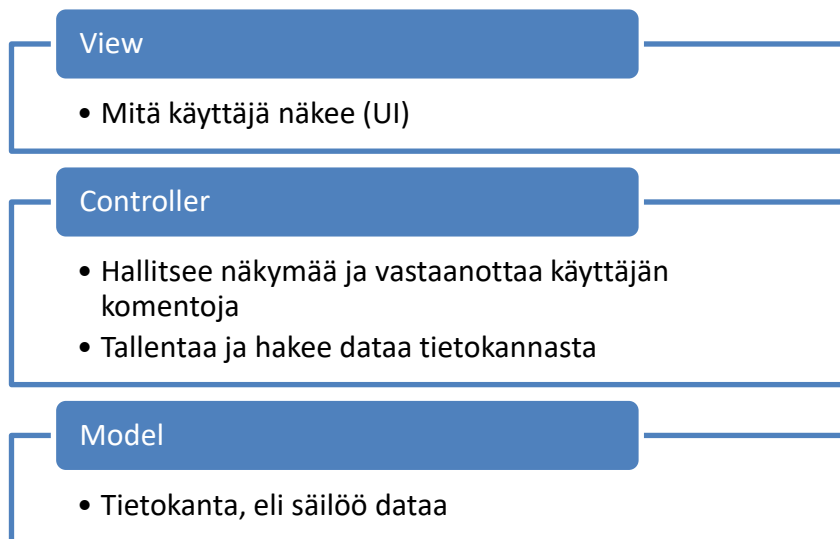 View
• Mitä käyttäjä näkee (UI)
Controller
• Hallitsee näkymää ja vastaanottaa käyttäjän
komentoja
• Tallentaa ja hakee dataa tietokannasta
Model
• Tietokanta, eli säilöö dataa